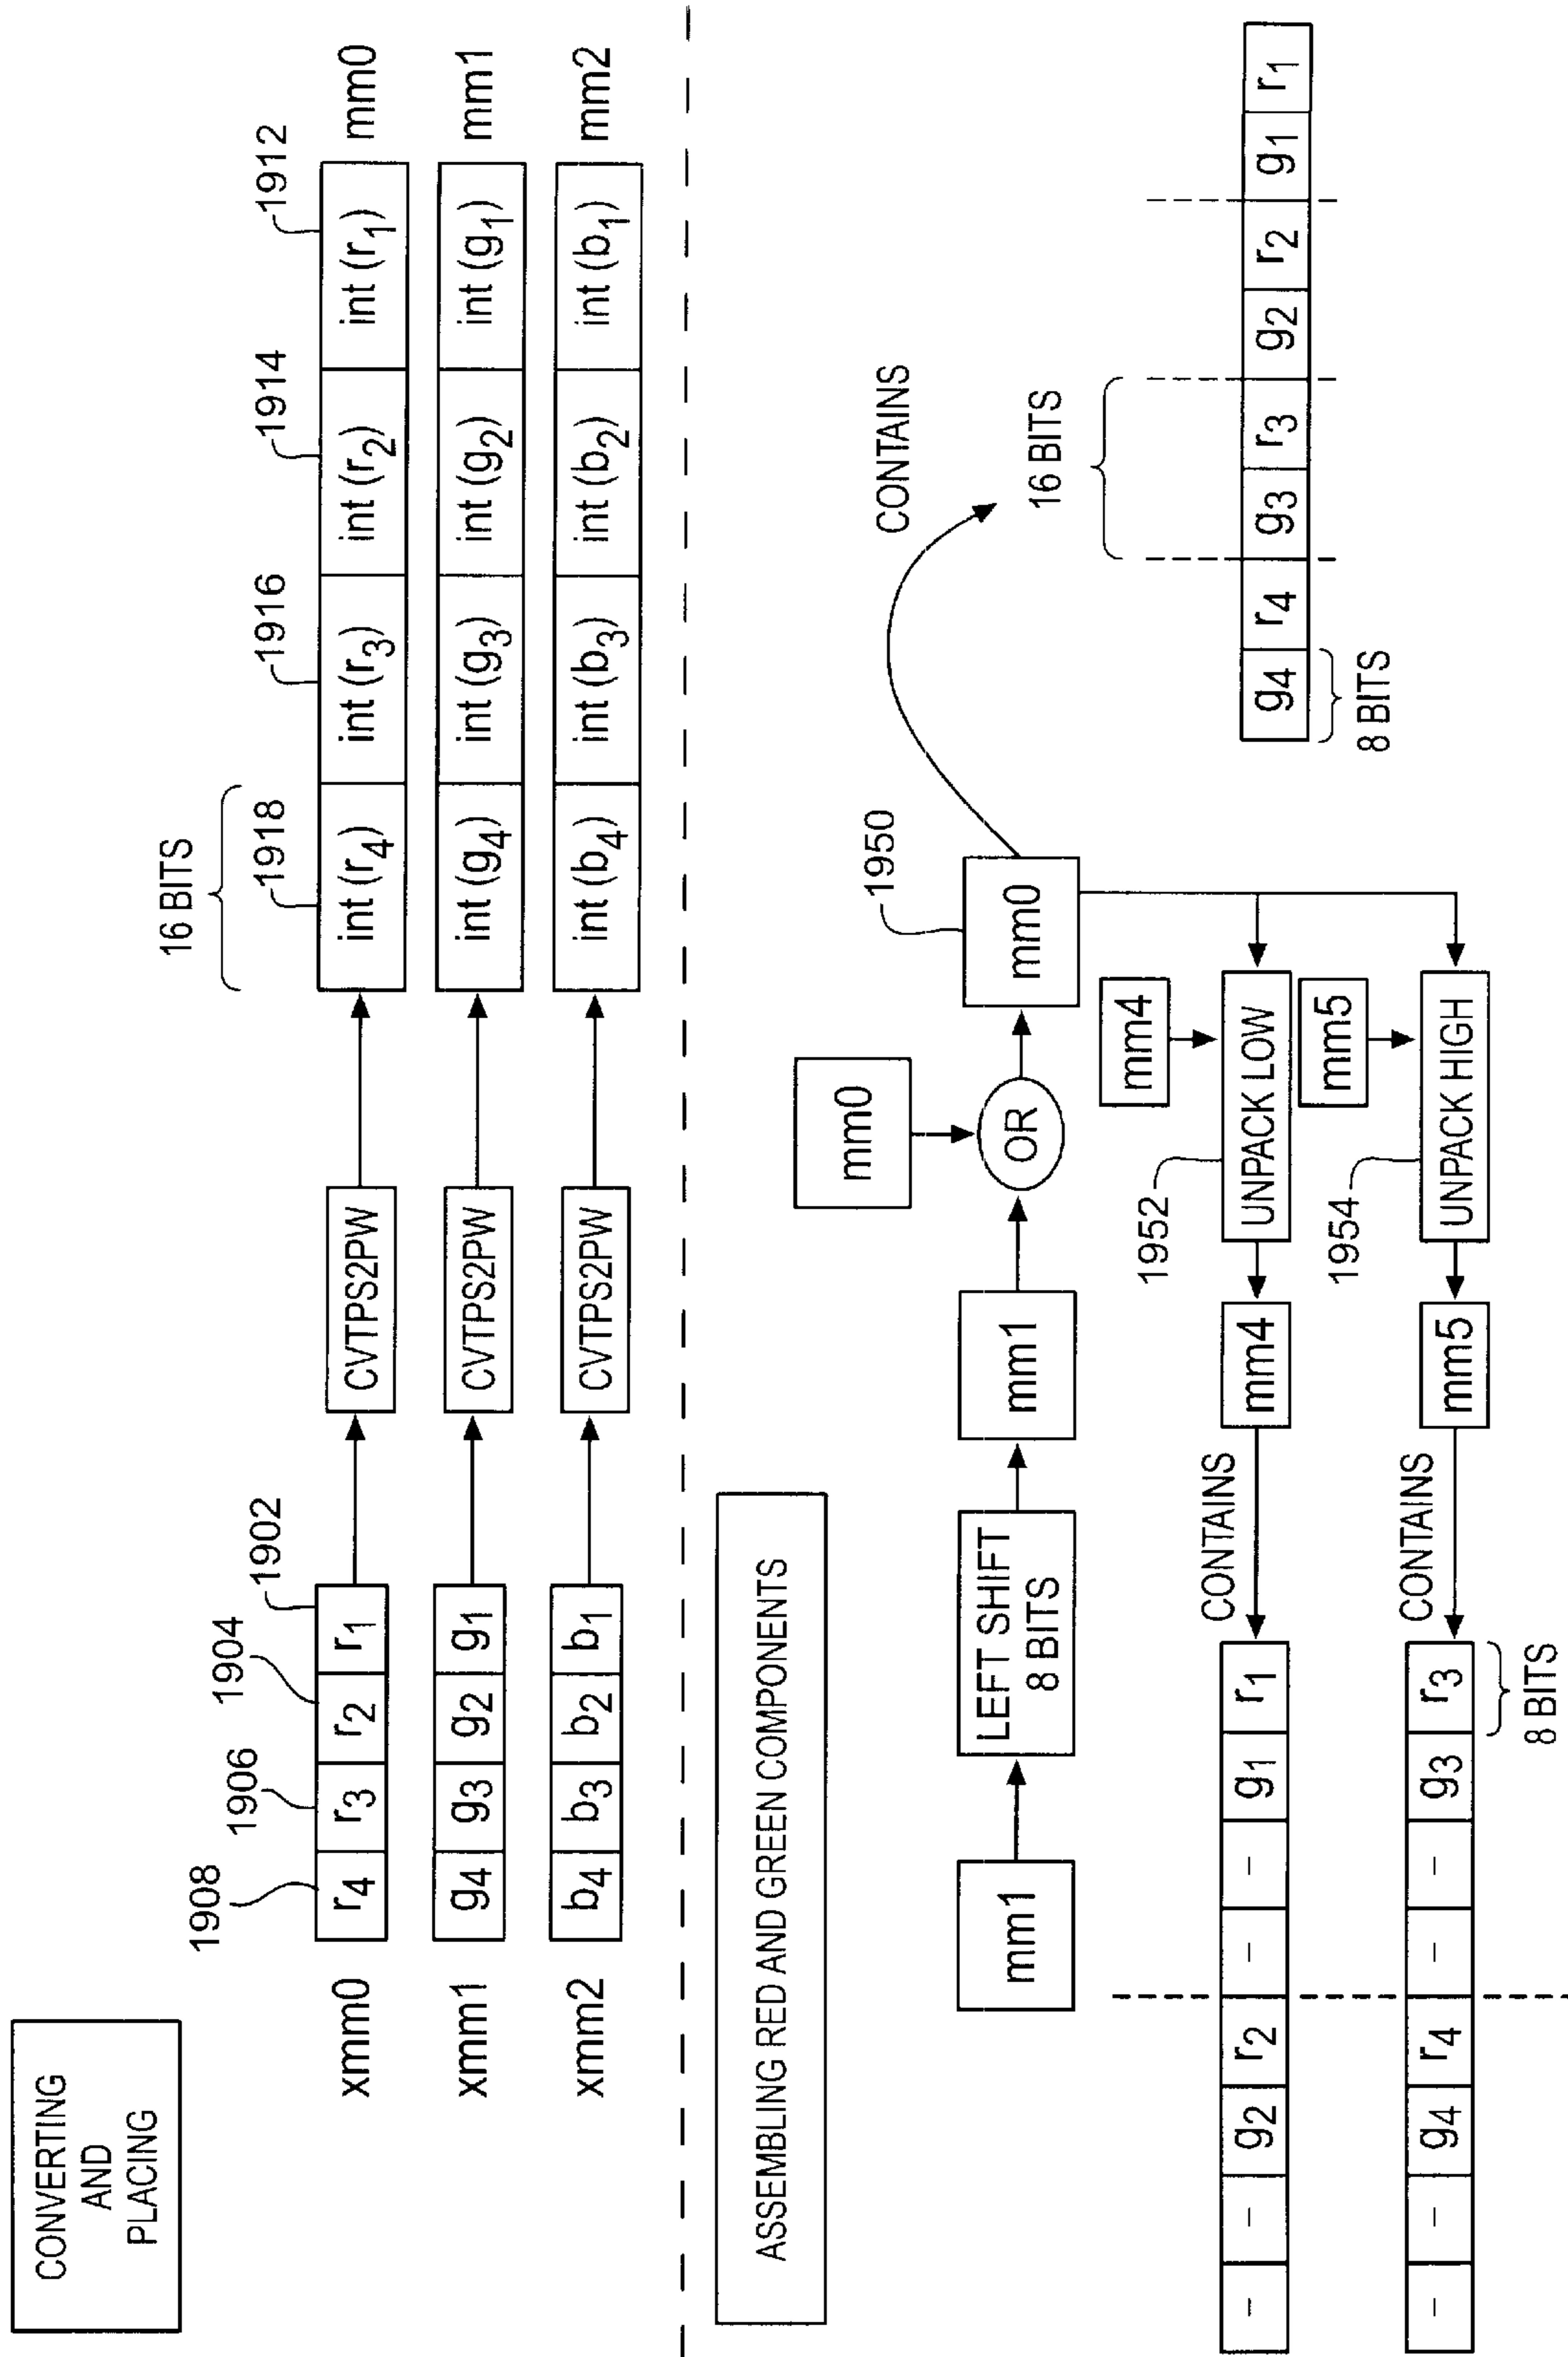 CONVERTING
AND
PLACING
16 BITS
1908
1906
1904
1902
1918
1916
1914
1912
xmm0
r4 r3 r2 r1
CVTPS2PW
int (r4) int (r3) int (r2) int (r1)
mm0
xmm1
g4 g3 g2 g1
CVTPS2PW
int (g4) int (g3) int (g2) int (g1)
mm1
xmm2
b4 b3 b2 b1
CVTPS2PW
int (b4) int (b3) int (b2) int (b1)
mm2
ASSEMBLING RED AND GREEN COMPONENTS
mm0
1950
CONTAINS
mm1
LEFT SHIFT
8 BITS
mm1
OR
mm0
16 BITS
mm4
1952
- - g2 r2 - - g1 r1
CONTAINS
mm4
UNPACK LOW
g4 r4 g3 r3 g2 r2 g1 r1
8 BITS
mm5
1954
- - g4 r4 - - g3 r3
CONTAINS
mm5
UNPACK HIGH
8 BITS